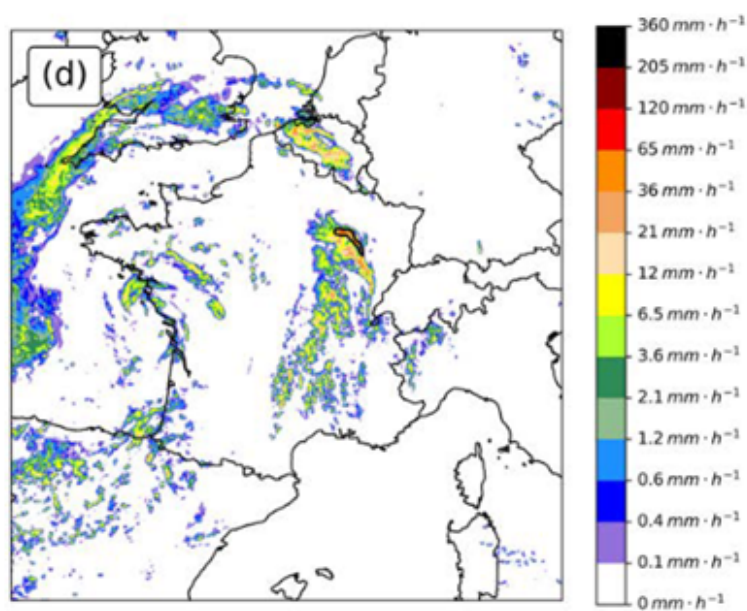 (d)
360 mm · h⁻¹
205 mm · h⁻¹
120 mm · h⁻¹
65 mm · h⁻¹
36 mm · h⁻¹
21 mm · h⁻¹
12 mm · h⁻¹
6.5 mm · h⁻¹
3.6 mm · h⁻¹
2.1 mm · h⁻¹
1.2 mm · h⁻¹
0.6 mm · h⁻¹
0.4 mm · h⁻¹
0.1 mm · h⁻¹
0 mm · h⁻¹